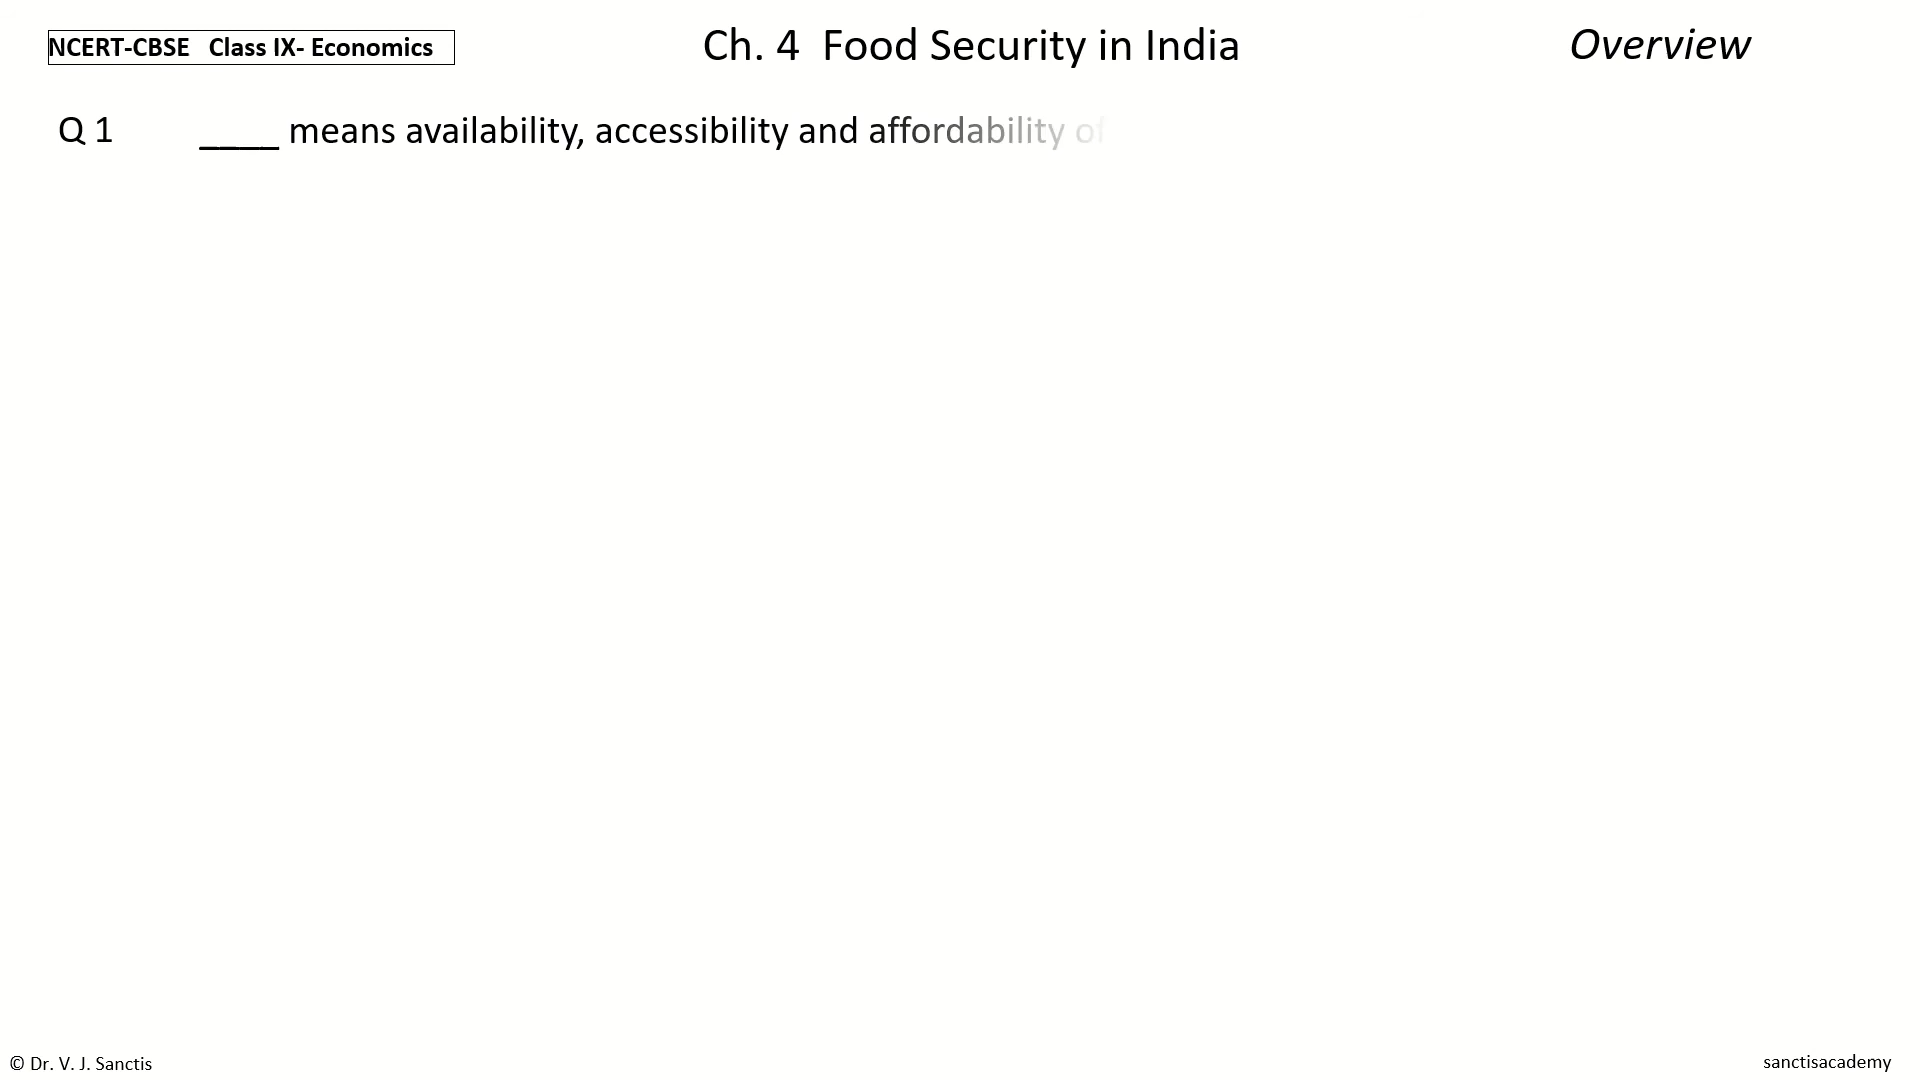 NCERT-CBSE Class IX- Economics
Ch. 4 Food Security in India
Overview
Q 1 ____ means availability, accessibility and affordability of
© Dr. V. J. Sanctis
sanctisacademy